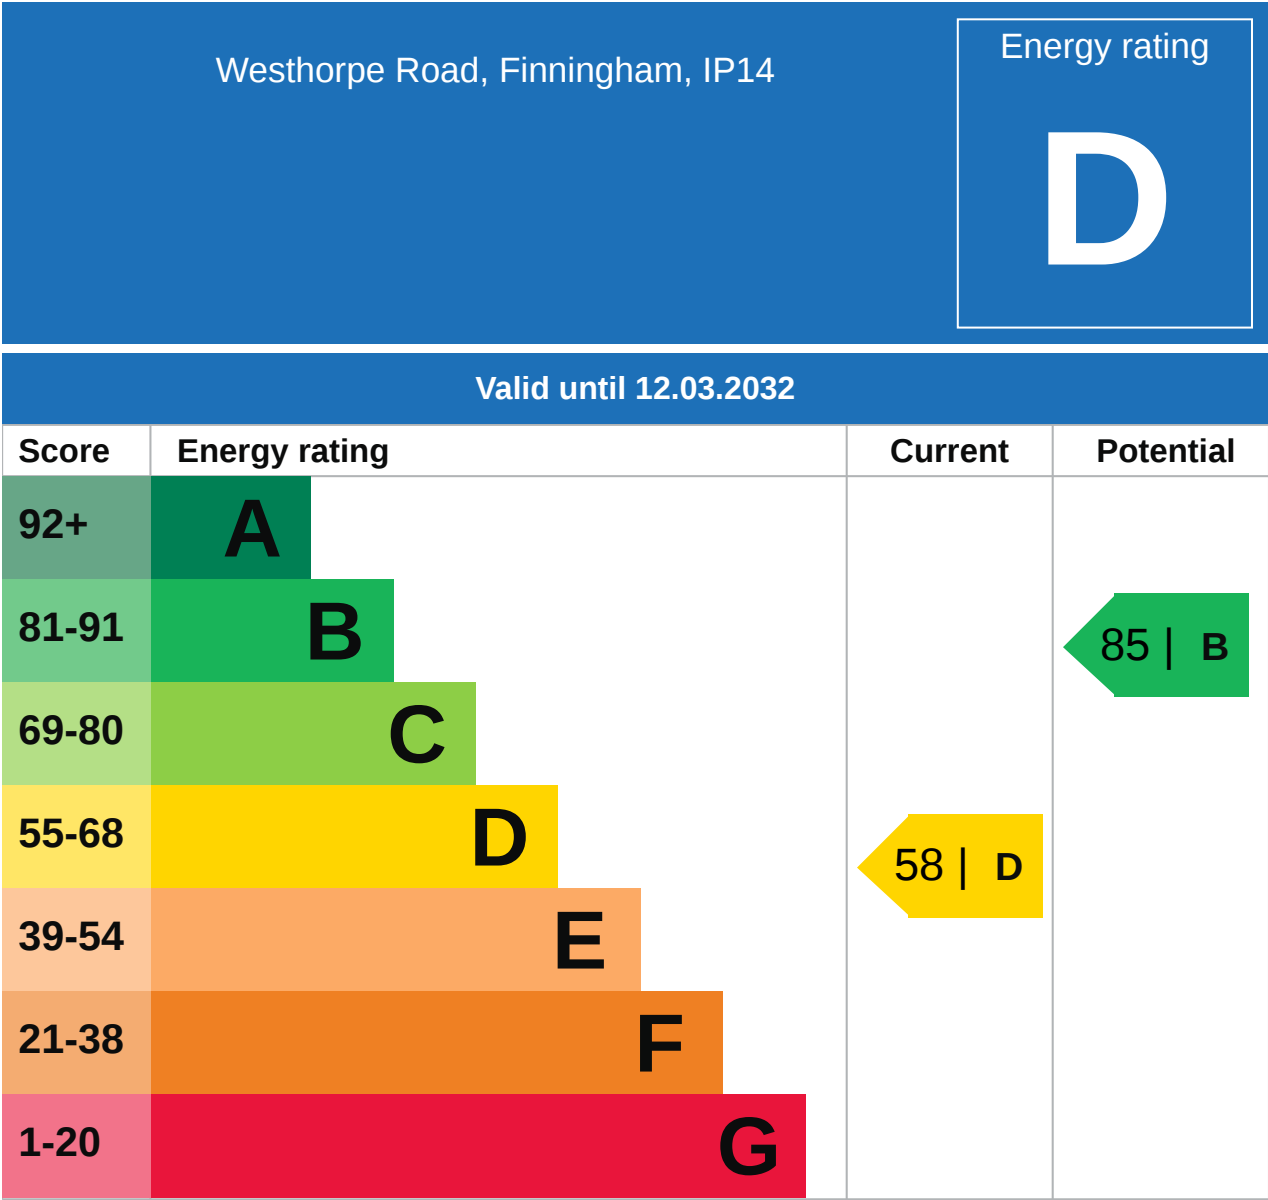 Westhorpe Road, Finningham, IP14
Energy rating
D
Valid until 12.03.2032
Score Energy rating Current Potential
92+ A
81-91 B 85 | B
69-80 C
55-68 D 58 | D
39-54 E
21-38 F
1-20 G